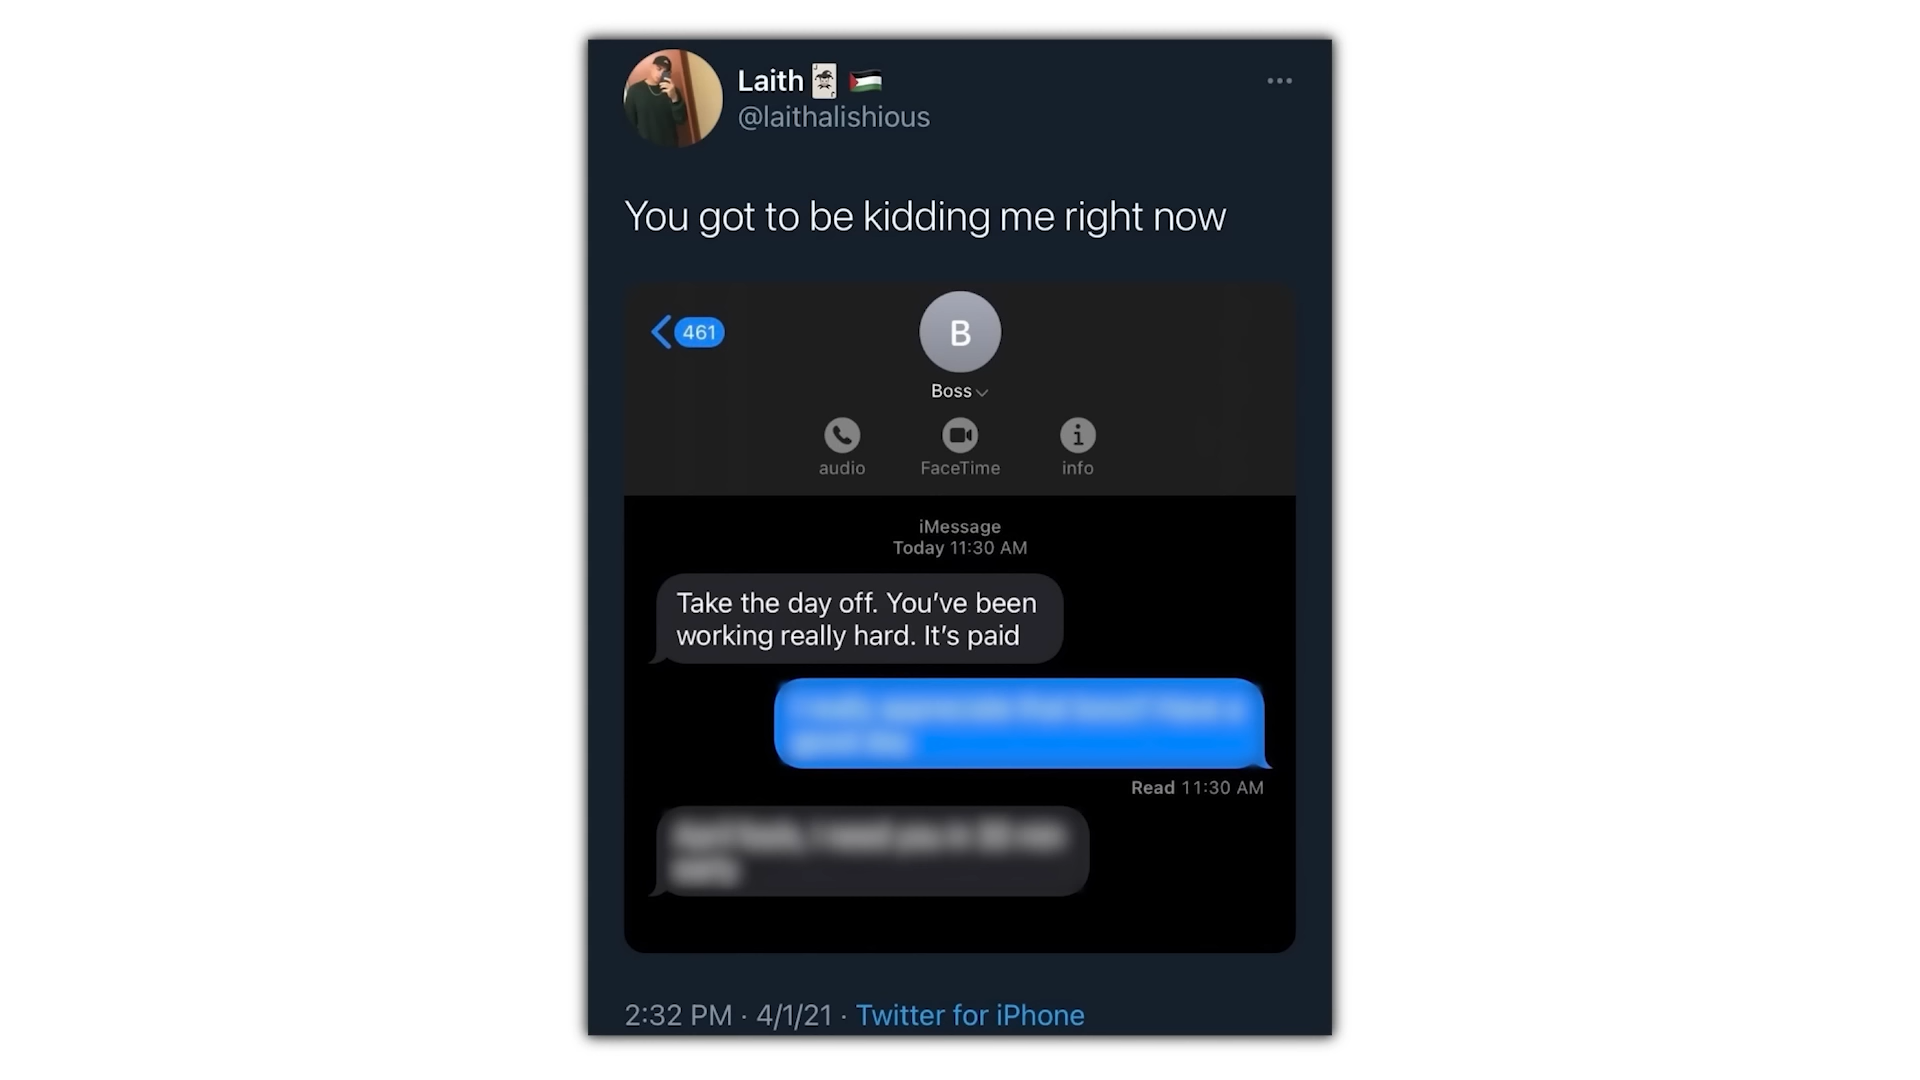 Laith🃏 🇵🇸
@laithalishious
You got to be kidding me right now
461
B
Boss
audio FaceTime info
iMessage
Today 11:30 AM
Take the day off. You've been
working really hard. It's paid
Read 11:30 AM
2:32 PM · 4/1/21 · Twitter for iPhone